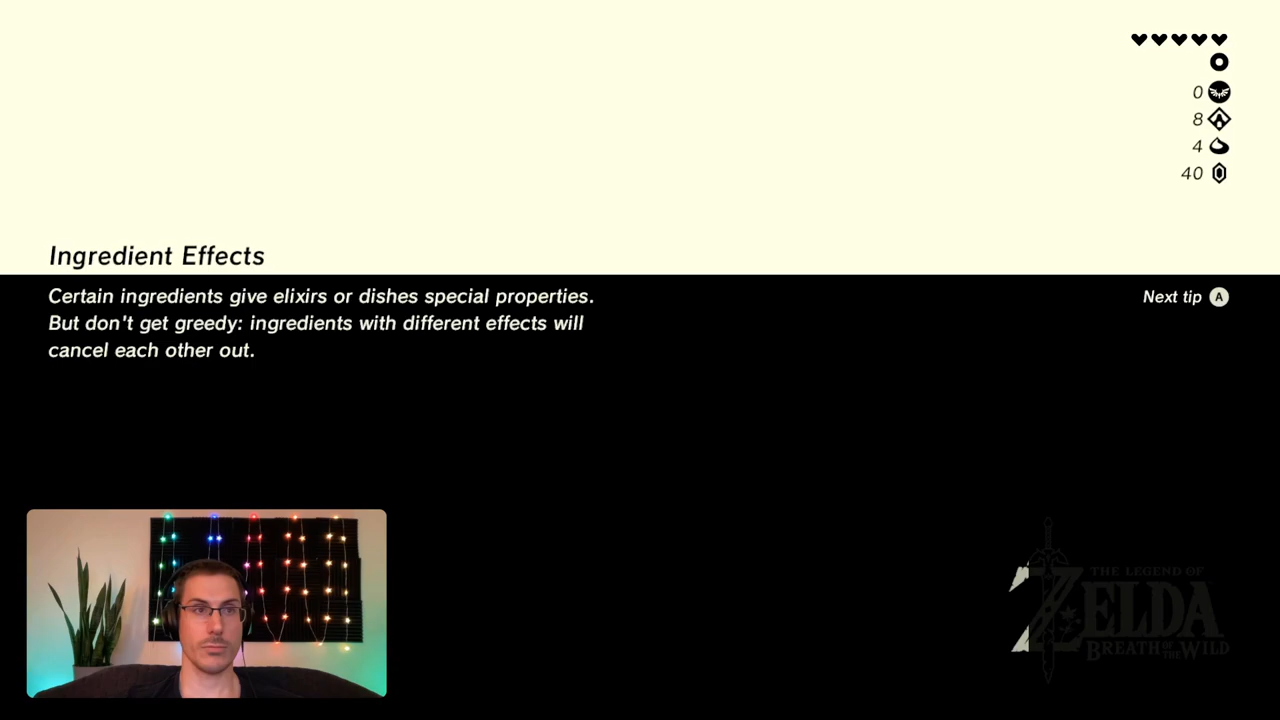 0
8
4
40
Ingredient Effects
Certain ingredients give elixirs or dishes special properties.
But don't get greedy: ingredients with different effects will
cancel each other out.
Next tip A
THE LEGEND OF
ZELDA
BREATH OF THE WILD